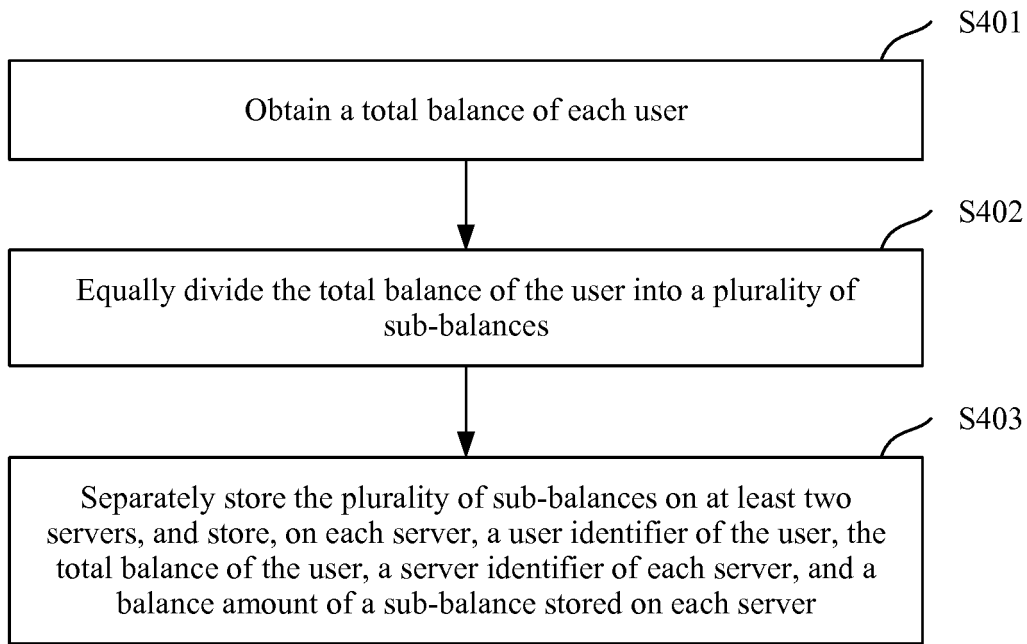 S401
Obtain a total balance of each user
S402
Equally divide the total balance of the user into a plurality of
sub-balances
S403
Separately store the plurality of sub-balances on at least two
servers, and store, on each server, a user identifier of the user, the
total balance of the user, a server identifier of each server, and a
balance amount of a sub-balance stored on each server